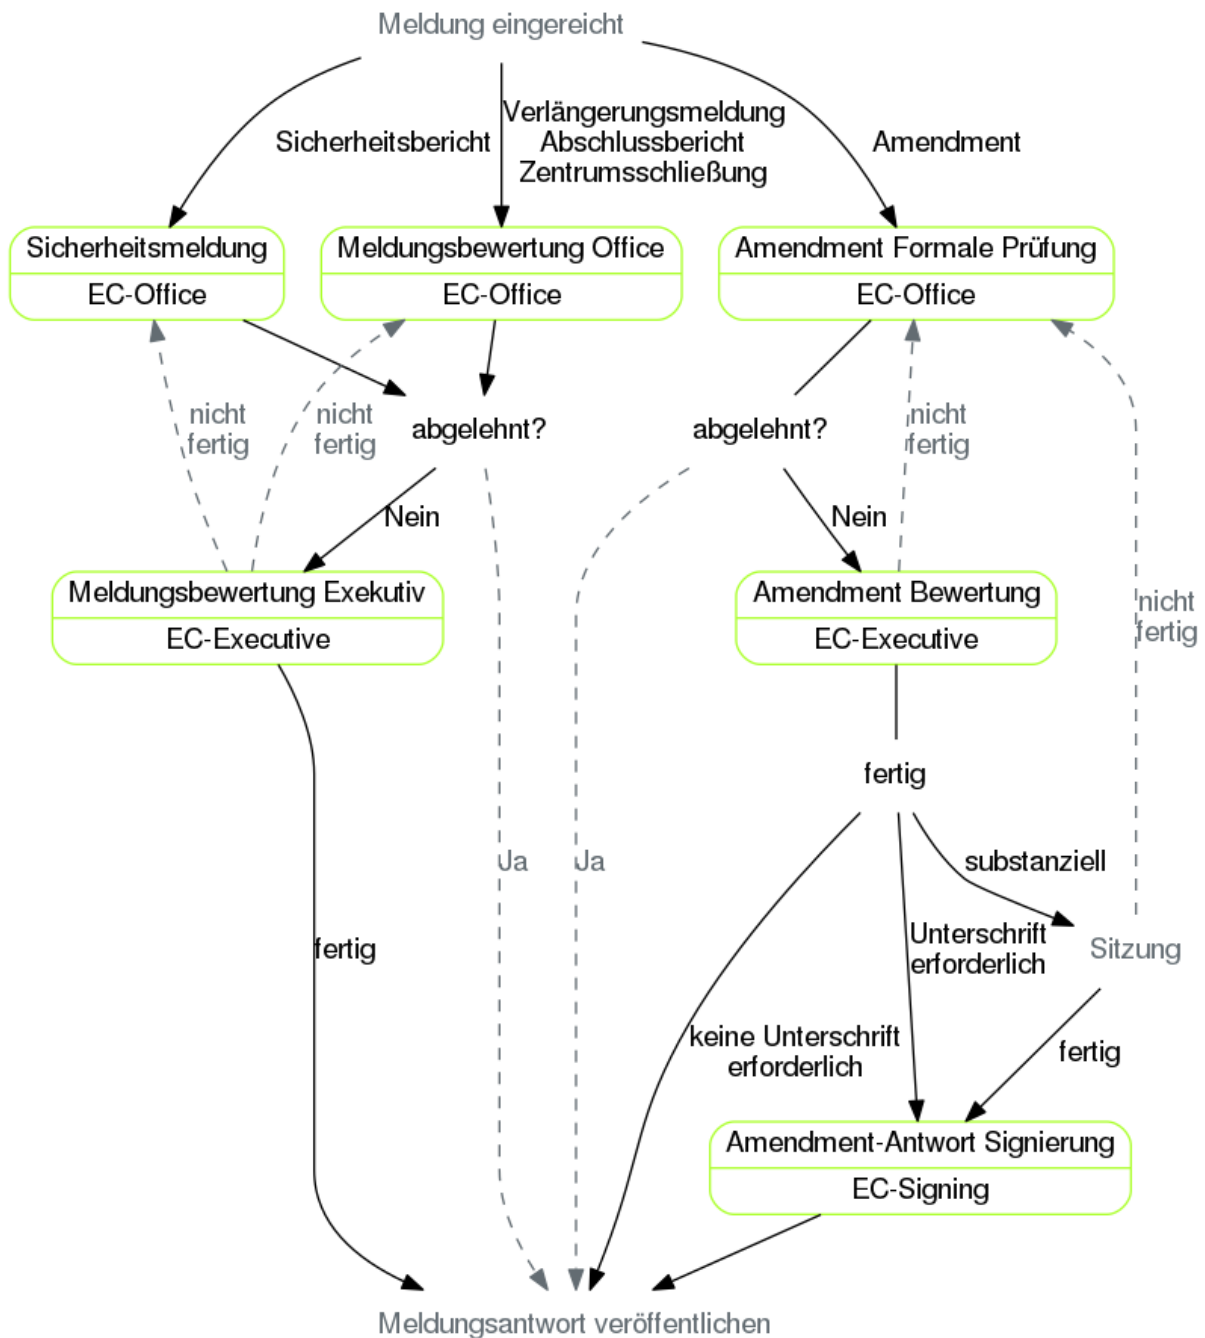 Meldung eingereicht
Verlängerungsmeldung
Sicherheitsbericht
Abschlussbericht
Amendment
Zentrumsschließung
Sicherheitsmeldung
EC-Office
Meldungsbewertung Office
EC-Office
Amendment Formale Prüfung
EC-Office
nicht
fertig
nicht
fertig
abgelehnt?
abgelehnt?
nicht
fertig
Nein
Nein
Meldungsbewertung Exekutiv
EC-Executive
Amendment Bewertung
EC-Executive
nicht
fertig
fertig
Ja
Ja
substanziell
fertig
Unterschrift
erforderlich
Sitzung
keine Unterschrift
erforderlich
fertig
Amendment-Antwort Signierung
EC-Signing
Meldungsantwort veröffentlichen